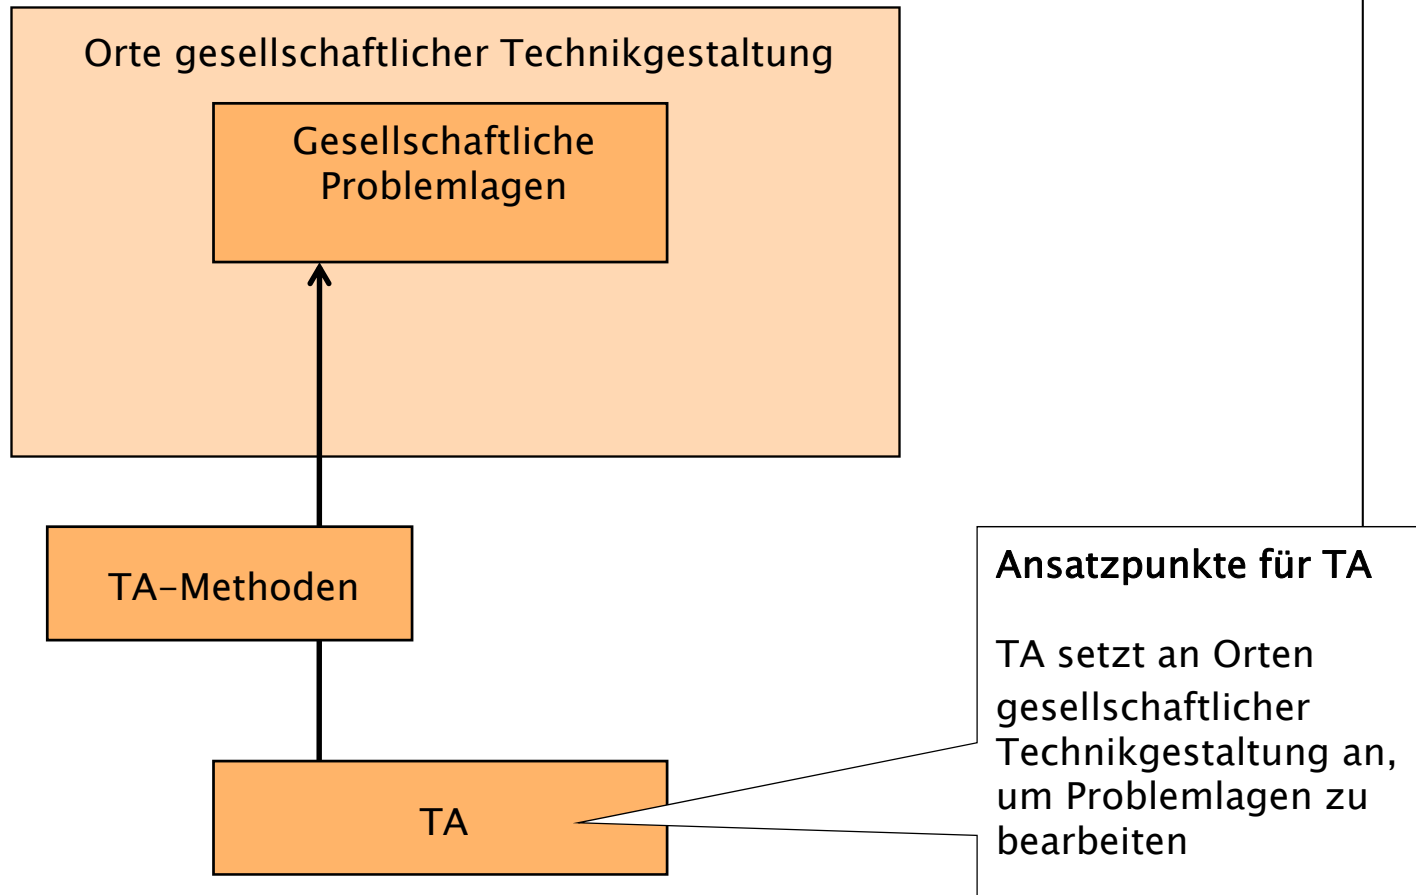 Orte gesellschaftlicher Technikgestaltung
Gesellschaftliche
Problemlagen
TA-Methoden
TA
Ansatzpunkte für TA
TA setzt an Orten
gesellschaftlicher
Technikgestaltung an,
um Problemlagen zu
bearbeiten